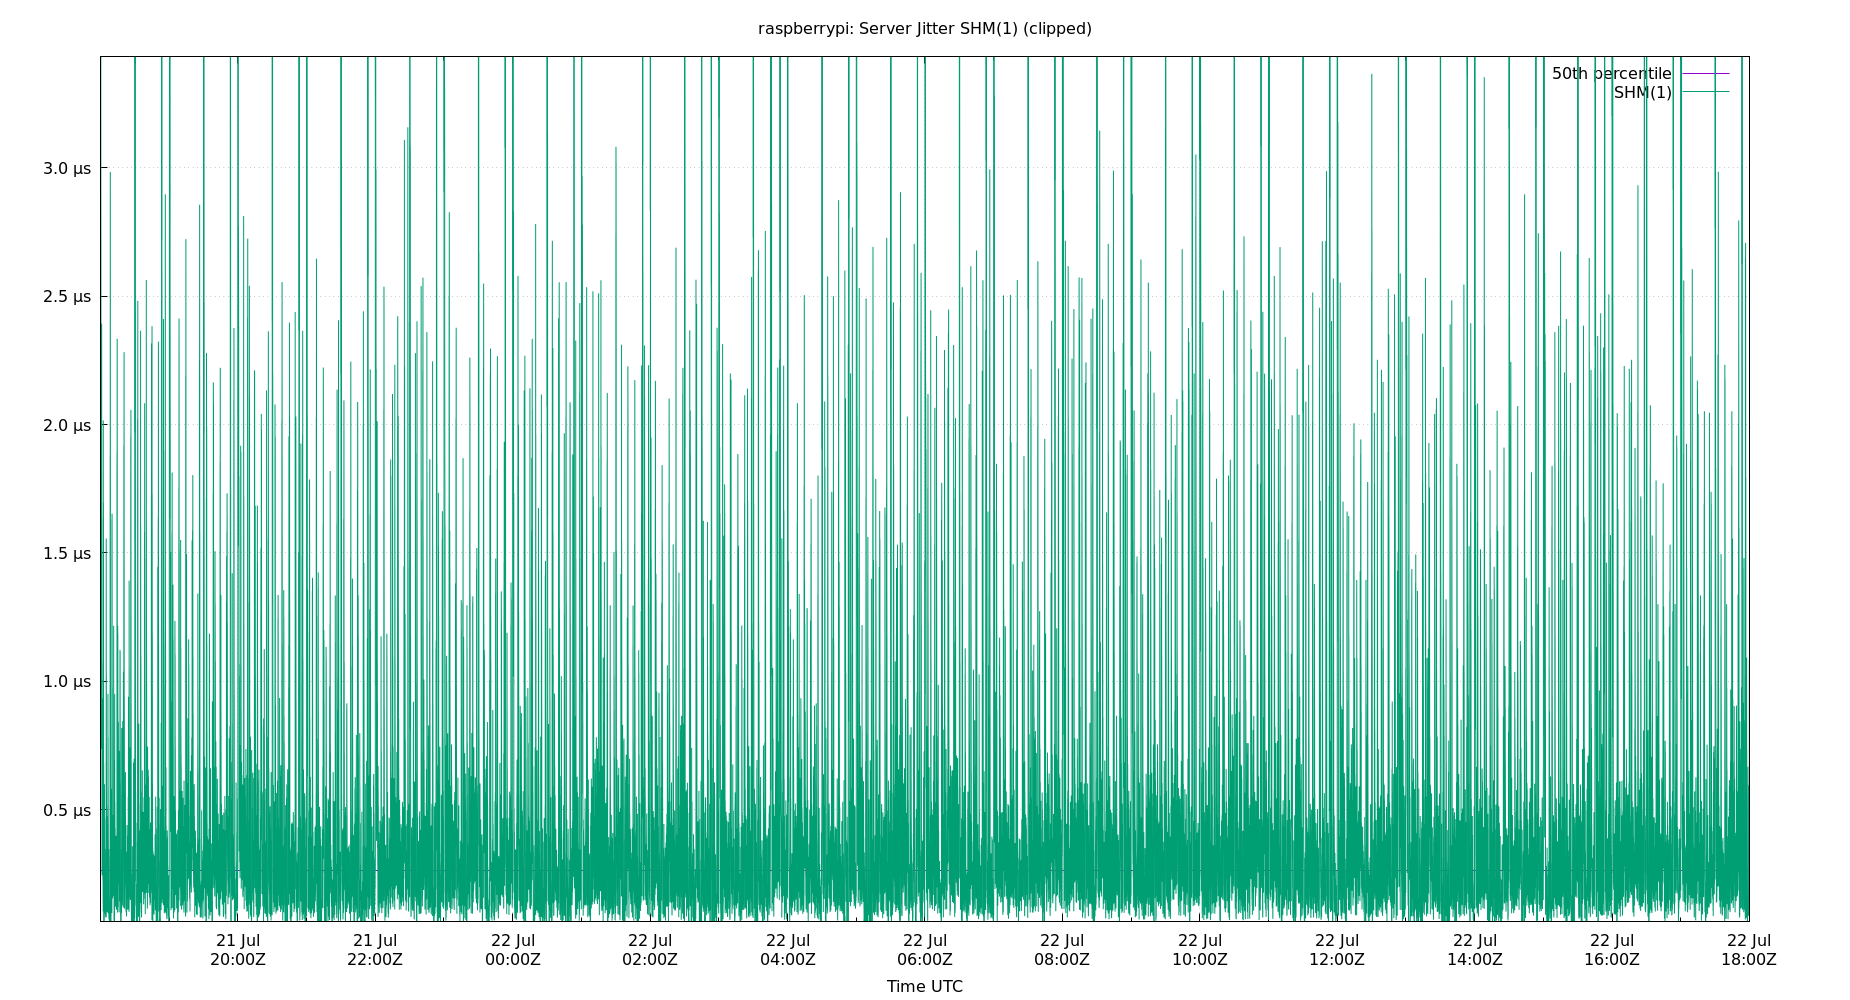 raspberrypi: Server Jitter SHM(1) (clipped)
50th percentile
SHM(1)
3.0 µs
2.5 µs
2.0 µs
1.5 µs
1.0 µs
0.5 µs
21 Jul 21 Jul 22 Jul 22 Jul 22 Jul 22 Jul 22 Jul 22 Jul 22 Jul 22 Jul 22 Jul 22 Jul
20:00Z 22:00Z 00:00Z 02:00Z 04:00Z 06:00Z 08:00Z 10:00Z 12:00Z 14:00Z 16:00Z 18:00Z
Time UTC